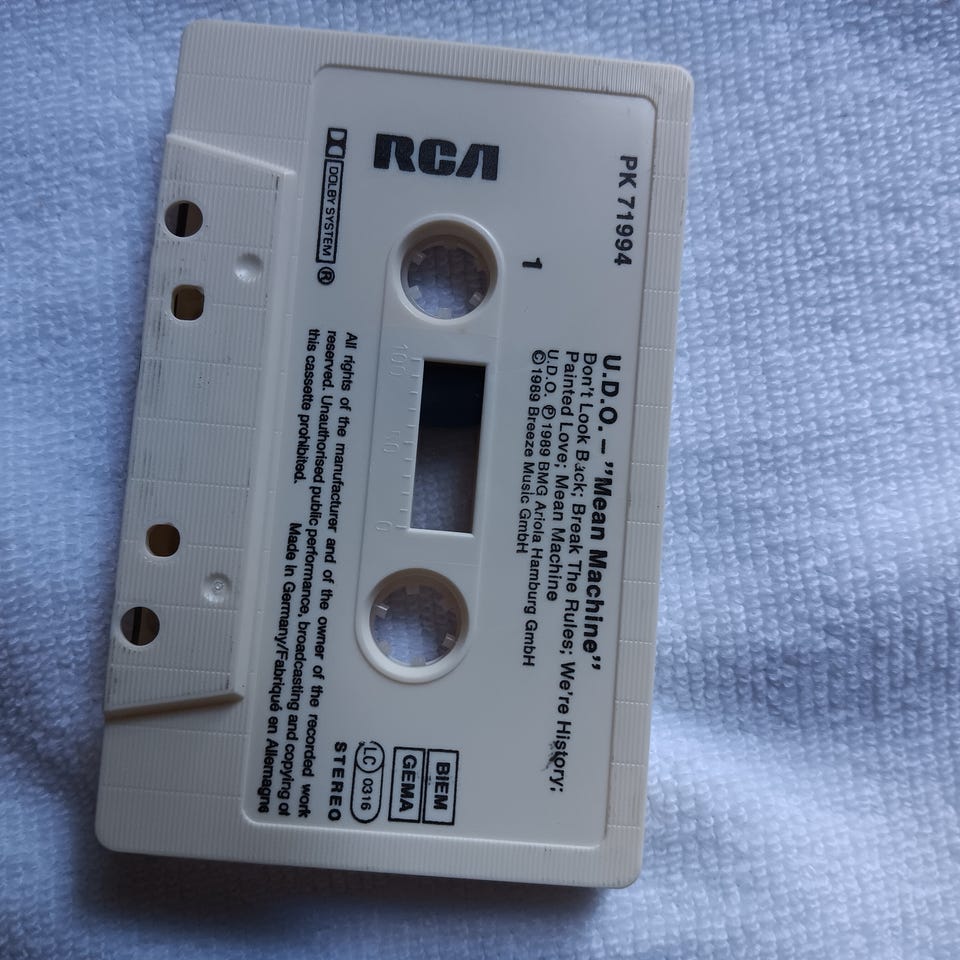 PK 71994
RCA
1
U.D.O. – "Mean Machine"
Don't Look Back; Break The Rules; We're History;
Painted Love; Mean Machine
U.D.O. ℗1989 BMG Ariola Hamburg GmbH
©1989 Breeze Music GmbH
100
50
0
BIEM
GEMA
LC 0316
STEREO
DOLBY SYSTEM ®
All rights of the manufacturer and of the owner of the recorded work
reserved. Unauthorised public performance, broadcasting and copying of
this cassette prohibited. Made in Germany/Fabriqué en Allemagne